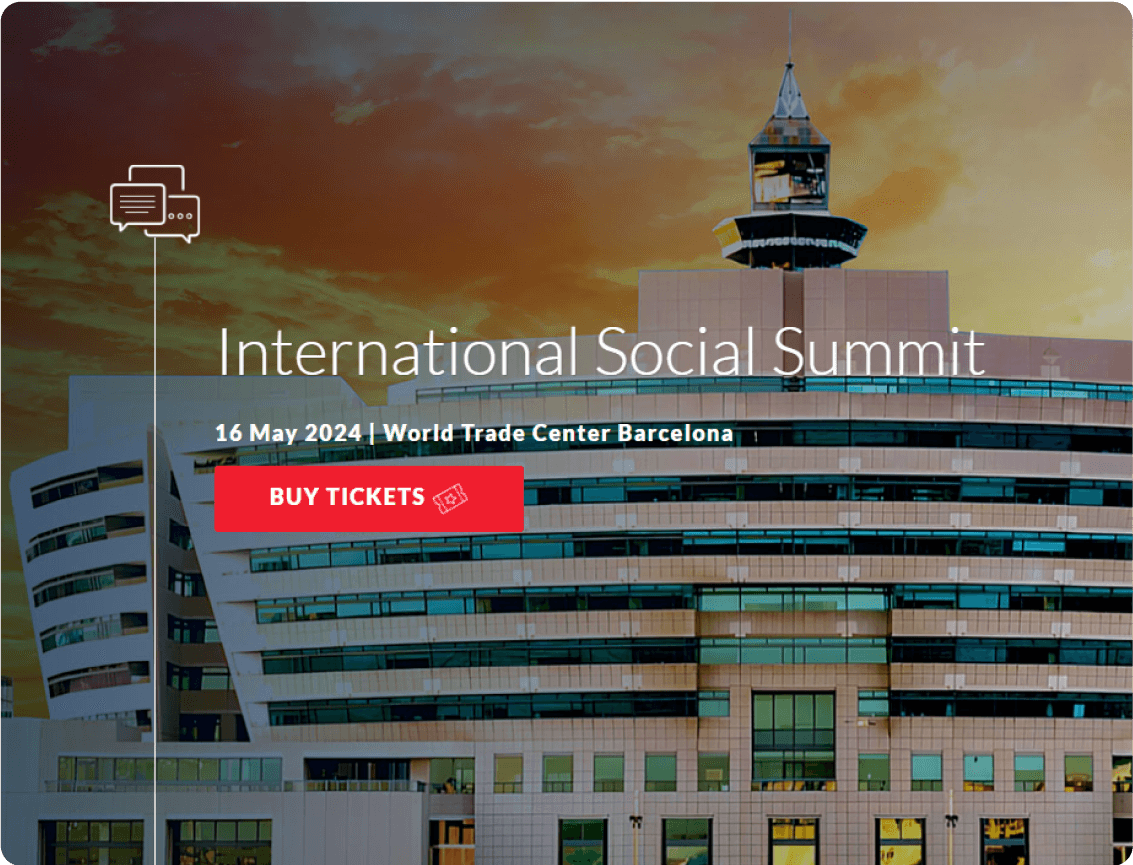 International Social Summit
16 May 2024 | World Trade Center Barcelona
BUY TICKETS